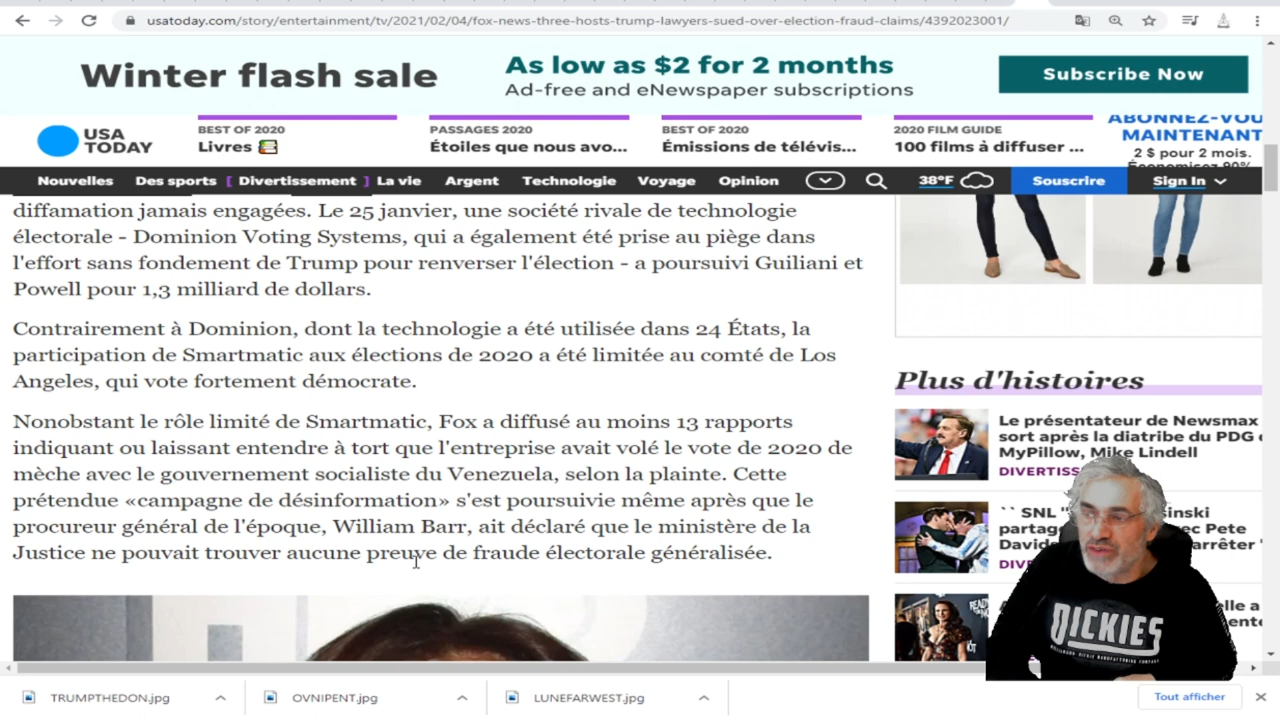 usatoday.com/story/entertainment/tv/2021/02/04/fox-news-three-hosts-trump-lawyers-sued-over-election-fraud-claims/4392023001/
Winter flash sale
As low as $2 for 2 months
Ad-free and eNewspaper subscriptions
Subscribe Now
USA
TODAY
BEST OF 2020
Livres
PASSAGES 2020
Étoiles que nous avo...
BEST OF 2020
Émissions de télévis...
2020 FILM GUIDE
100 films à diffuser ...
ABONNEZ-VOU
MAINTENANT
2 $ pour 2 mois.
Économisez 90%
Nouvelles Des sports [ Divertissement ] La vie Argent Technologie Voyage Opinion 38°F Souscrire Sign In
diffamation jamais engagées. Le 25 janvier, une société rivale de technologie
électorale - Dominion Voting Systems, qui a également été prise au piège dans
l'effort sans fondement de Trump pour renverser l'élection - a poursuivi Guiliani et
Powell pour 1,3 milliard de dollars.
Contrairement à Dominion, dont la technologie a été utilisée dans 24 États, la
participation de Smartmatic aux élections de 2020 a été limitée au comté de Los
Angeles, qui vote fortement démocrate.
Nonobstant le rôle limité de Smartmatic, Fox a diffusé au moins 13 rapports
indiquant ou laissant entendre à tort que l'entreprise avait volé le vote de 2020 de
mèche avec le gouvernement socialiste du Venezuela, selon la plainte. Cette
prétendue «campagne de désinformation» s'est poursuivie même après que le
procureur général de l'époque, Willian Barr, ait déclaré que le ministère de la
Justice ne pouvait trouver aucune preuve de fraude électorale généralisée.
Plus d'histoires
Le présentateur de Newsmax
sort après la diatribe du PDG
MyPillow, Mike Lindell
DIVERTISS
`` SNL ''
partag
David
DIVE
insinski
ec Pete
arrêter
DICKIES
TRUMPTHEDON.jpg
OVNIPENT.jpg
LUNEFARWEST.jpg
Tout afficher